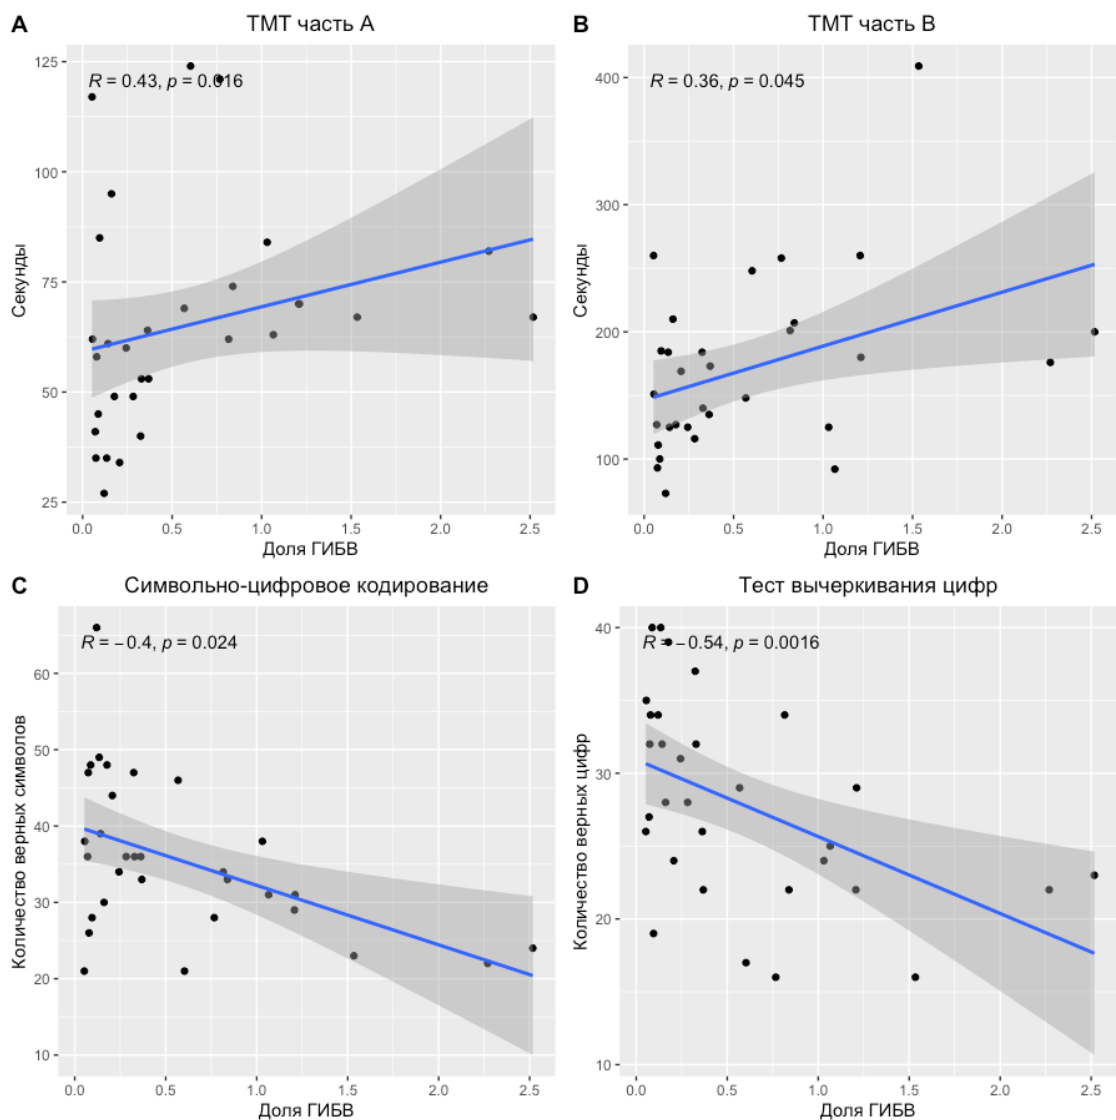 A
ТМТ часть А
R = 0.43, p = 0.016
Секунды
125
100
75
50
25
0.0 0.5 1.0 1.5 2.0 2.5
Доля ГИБВ
B
ТМТ часть В
R = 0.36, p = 0.045
Секунды
400
300
200
100
0.0 0.5 1.0 1.5 2.0 2.5
Доля ГИБВ
C
Символьно-цифровое кодирование
R = −0.4, p = 0.024
Количество верных символов
60
50
40
30
20
10
0.0 0.5 1.0 1.5 2.0 2.5
Доля ГИБВ
D
Тест вычеркивания цифр
R = −0.54, p = 0.0016
Количество верных цифр
40
30
20
10
0.0 0.5 1.0 1.5 2.0 2.5
Доля ГИБВ